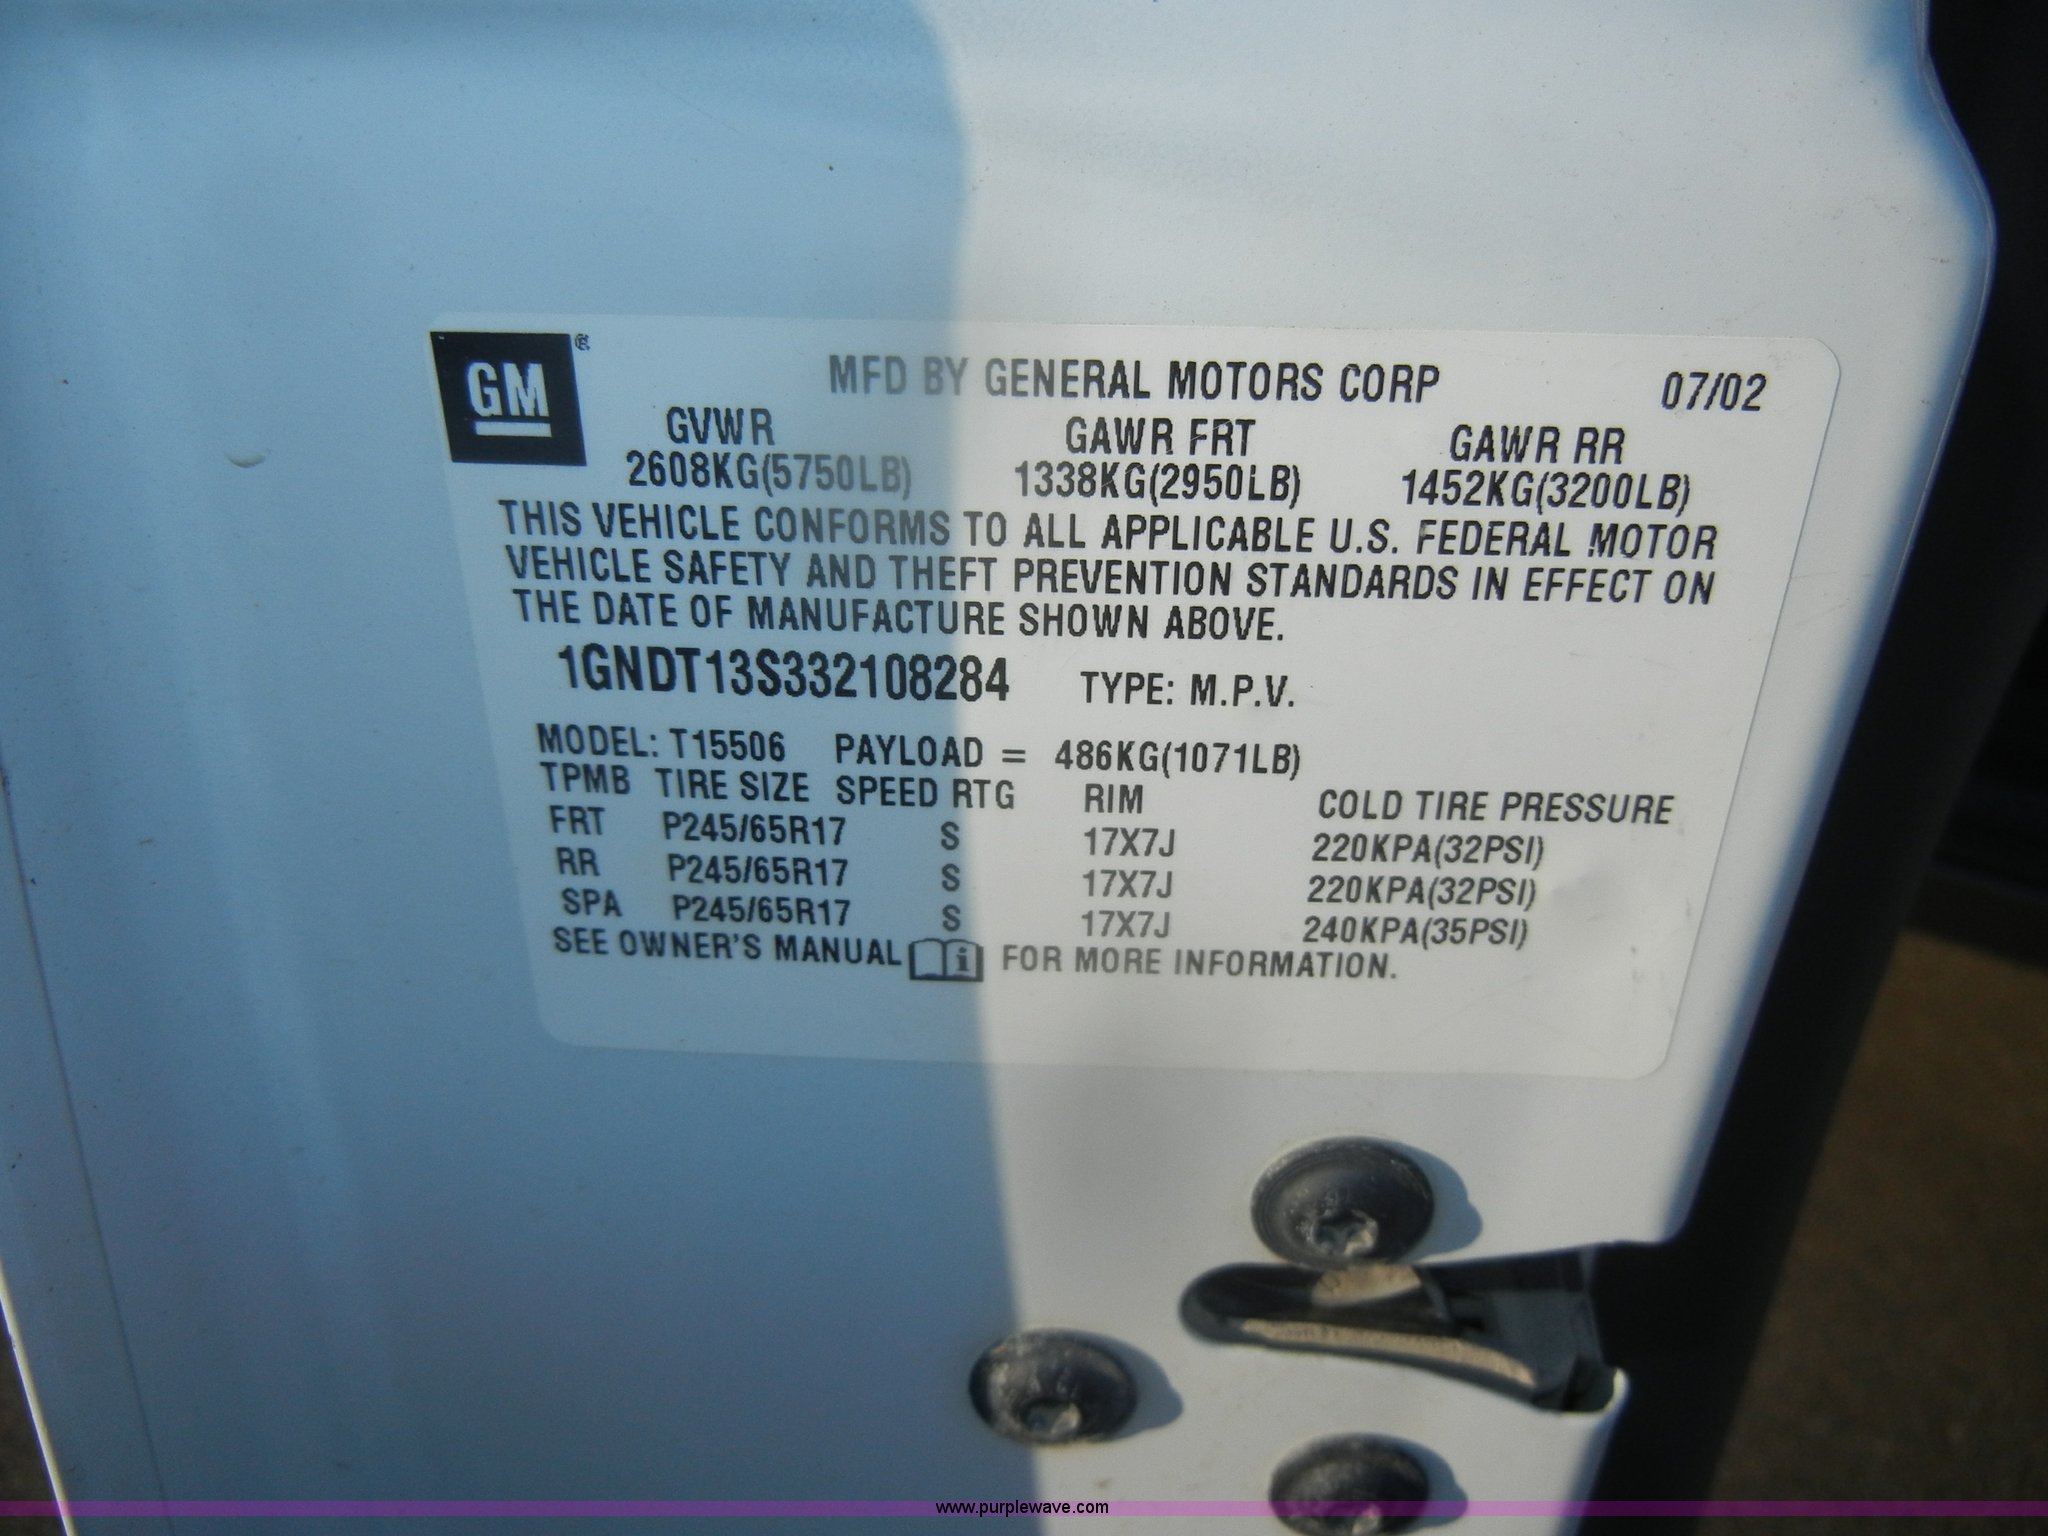 GM ®
MFD BY GENERAL MOTORS CORP 07/02
GVWR GAWR FRT GAWR RR
2608KG(5750LB) 1338KG(2950LB) 1452KG(3200LB)
THIS VEHICLE CONFORMS TO ALL APPLICABLE U.S. FEDERAL MOTOR
VEHICLE SAFETY AND THEFT PREVENTION STANDARDS IN EFFECT ON
THE DATE OF MANUFACTURE SHOWN ABOVE.
1GNDT13S332108284 TYPE: M.P.V.
MODEL: T15506 PAYLOAD = 486KG(1071LB)
TPMB TIRE SIZE SPEED RTG RIM COLD TIRE PRESSURE
FRT P245/65R17 S 17X7J 220KPA(32PSI)
RR P245/65R17 S 17X7J 220KPA(32PSI)
SPA P245/65R17 S 17X7J 240KPA(35PSI)
SEE OWNER'S MANUAL i FOR MORE INFORMATION.
www.purplewave.com